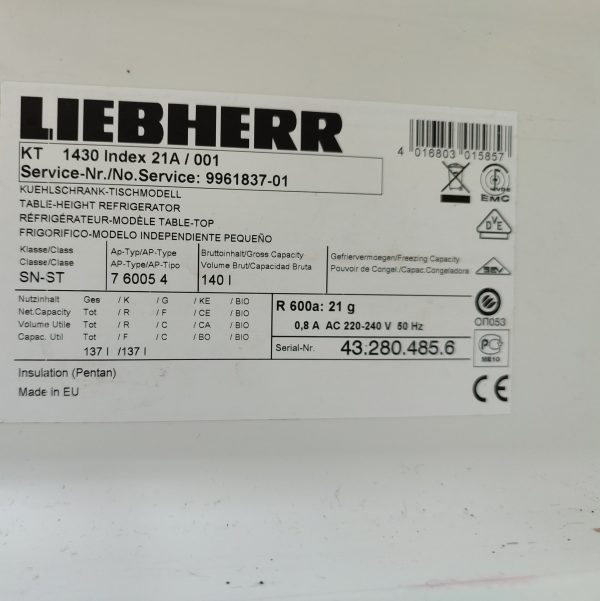 LIEBHERR
KT 1430 Index 21A / 001
Service-Nr./No.Service: 9961837-01
4 016803 015857
KUEHLSCHRANK-TISCHMODELL
TABLE-HEIGHT REFRIGERATOR
RÉFRIGÉRATEUR-MODÈLE TABLE-TOP
FRIGORIFICO-MODELO INDEPENDIENTE PEQUEÑO
VDE
EMC
DVE
Klasse/Class
Classe/Clase
SN-ST
Ap-Typ/AP-Type
AP-Type/AP-Tipo
7 6005 4
Bruttoinhalt/Gross Capacity
Volume Brut/Capacidad Bruta
140 l
Gefriervermoegen/Freezing Capacity
Pouvoir de Congel./Capac.Congeladora
SEV
Nutzinhalt Ges / K / G / KE / BIO
Net.Capacity Tot / R / F / CE / BIO
Volume Utile Tot / R / C / CA / BIO
Capac. Util Tot / F / C / BO / BIO
137 l /137 l
R 600a: 21 g
0,8 A AC 220-240 V 50 Hz
Serial-Nr. 43.280.485.6
ОП053
ME10
Insulation (Pentan)
Made in EU
CE